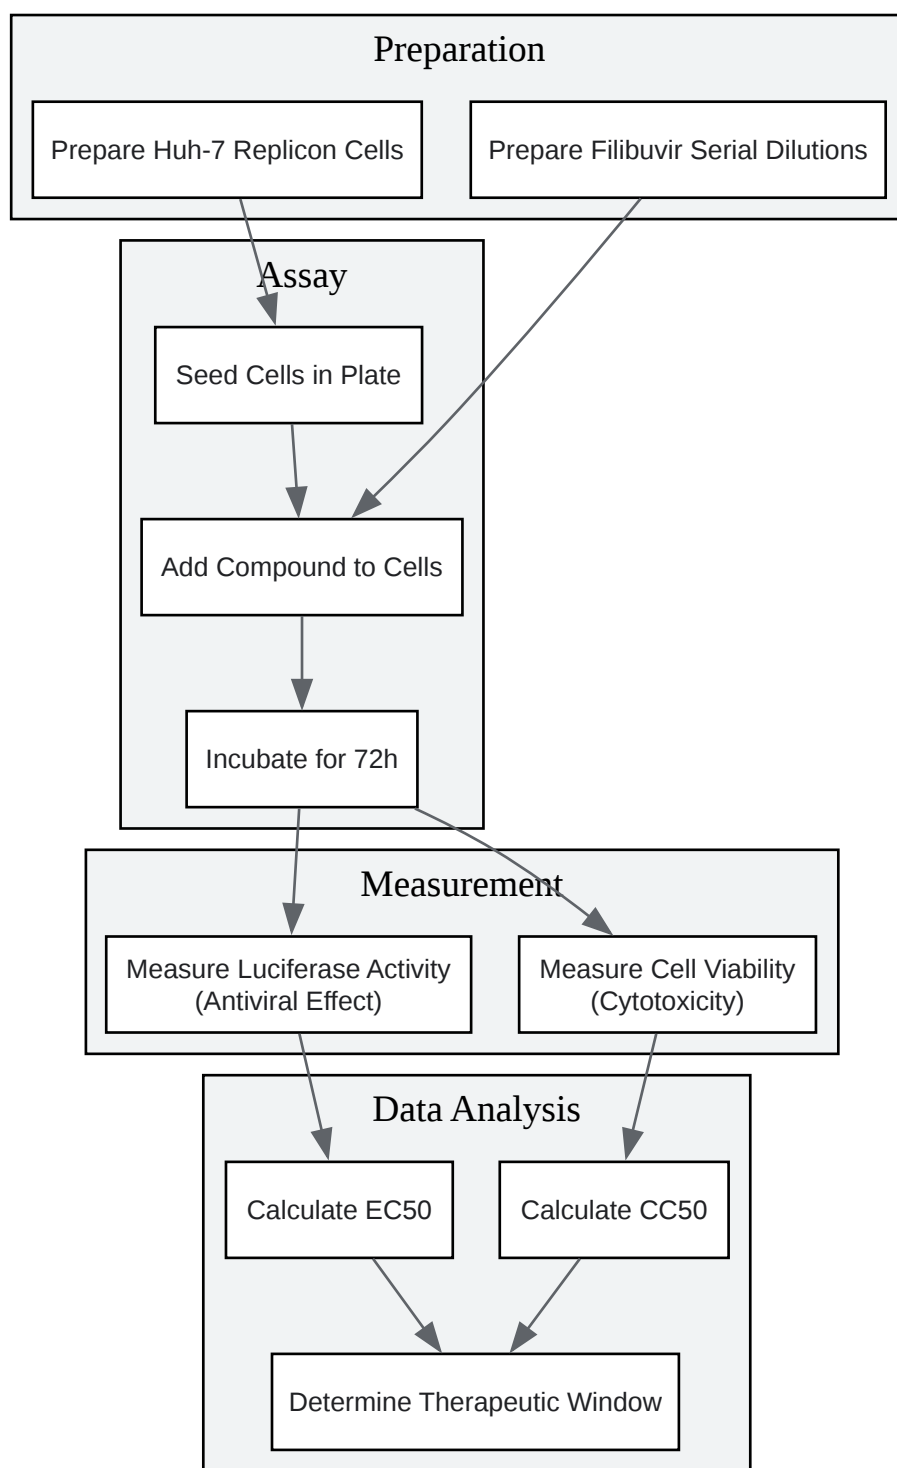 Preparation
Prepare Huh-7 Replicon Cells
Prepare Filibuvir Serial Dilutions
Assay
Seed Cells in Plate
Add Compound to Cells
Incubate for 72h
Measurement
Measure Luciferase Activity
(Antiviral Effect)
Measure Cell Viability
(Cytotoxicity)
Data Analysis
Calculate EC50
Calculate CC50
Determine Therapeutic Window